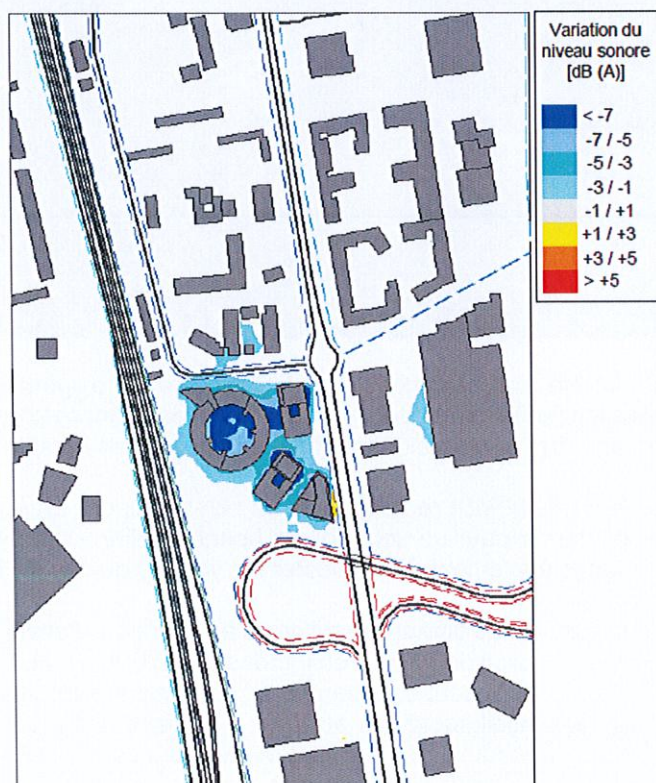 Variation du
niveau sonore
[dB (A)]
< -7
-7 / -5
-5 / -3
-3 / -1
-1 / +1
+1 / +3
+3 / +5
> +5